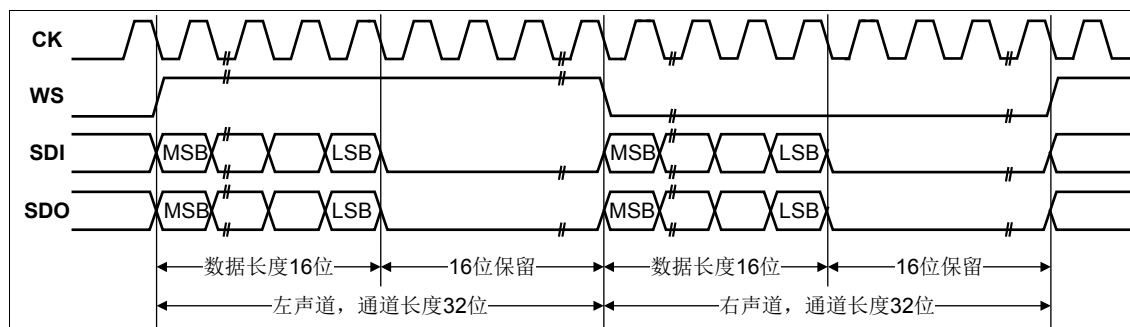 CK
WS
SDI MSB LSB MSB LSB
SDO MSB LSB MSB LSB
数据长度16位 16位保留 数据长度16位 16位保留
左声道，通道长度32位 右声道，通道长度32位